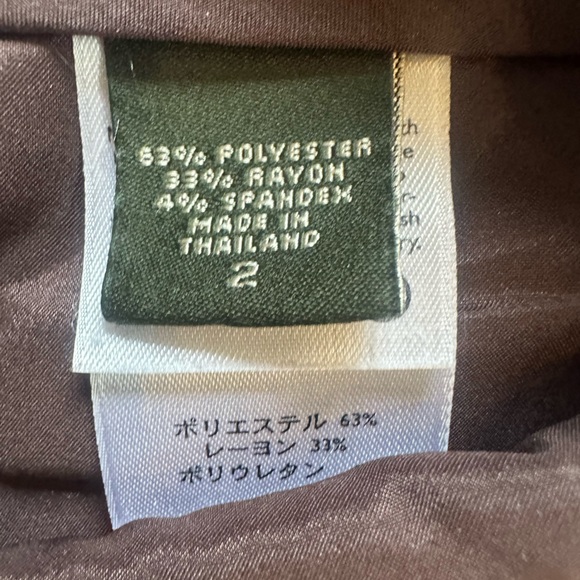 63% POLYESTER
33% RAYON
4% SPANDEX
MADE IN
THAILAND
2
ポリエステル 63%
レーヨン 33%
ポリウレタン